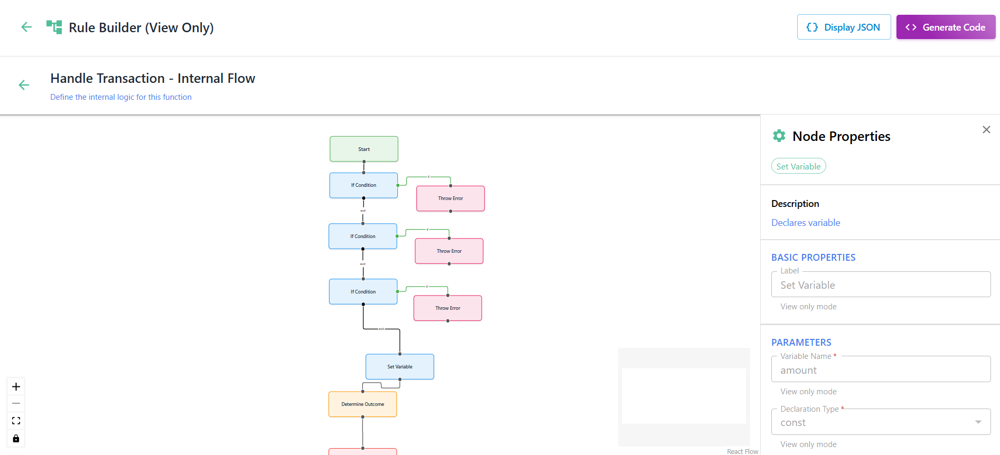 Rule Builder (View Only)
Display JSON
Generate Code
Handle Transaction - Internal Flow
Define the internal logic for this function
Start
If Condition
if
Throw Error
exit
If Condition
if
Throw Error
exit
If Condition
if
Throw Error
exit
Set Variable
Determine Outcome
React Flow
Node Properties
Set Variable
Description
Declares variable
BASIC PROPERTIES
Label
Set Variable
View only mode
PARAMETERS
Variable Name *
amount
View only mode
Declaration Type *
const
View only mode